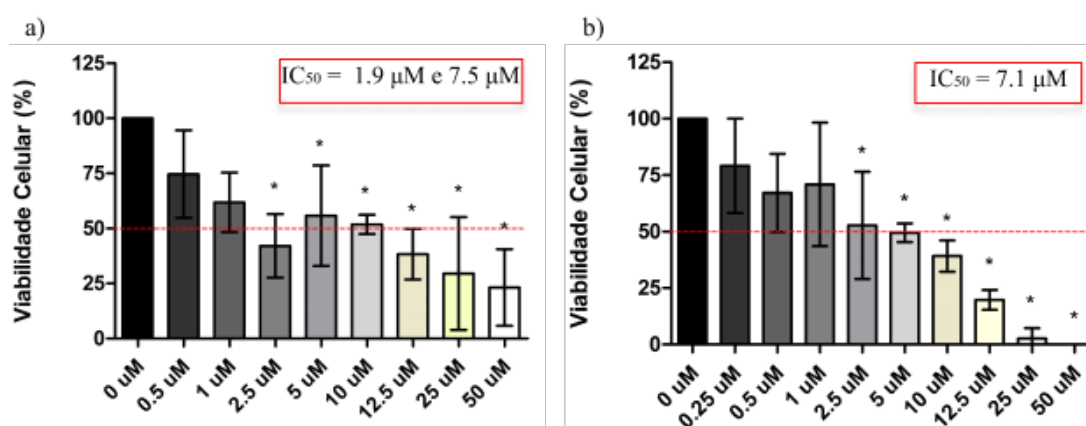 a)
IC₅₀ = 1.9 µM e 7.5 µM
Viabilidade Celular (%)
125
100
75
50
25
0
* * * * * *
0 uM
0.5 uM
1 uM
2.5 uM
5 uM
10 uM
12.5 uM
25 uM
50 uM
b)
IC₅₀ = 7.1 µM
Viabilidade Celular (%)
125
100
75
50
25
0
* * * * * *
0 uM
0.25 uM
0.5 uM
1 uM
2.5 uM
5 uM
10 uM
12.5 uM
25 uM
50 uM